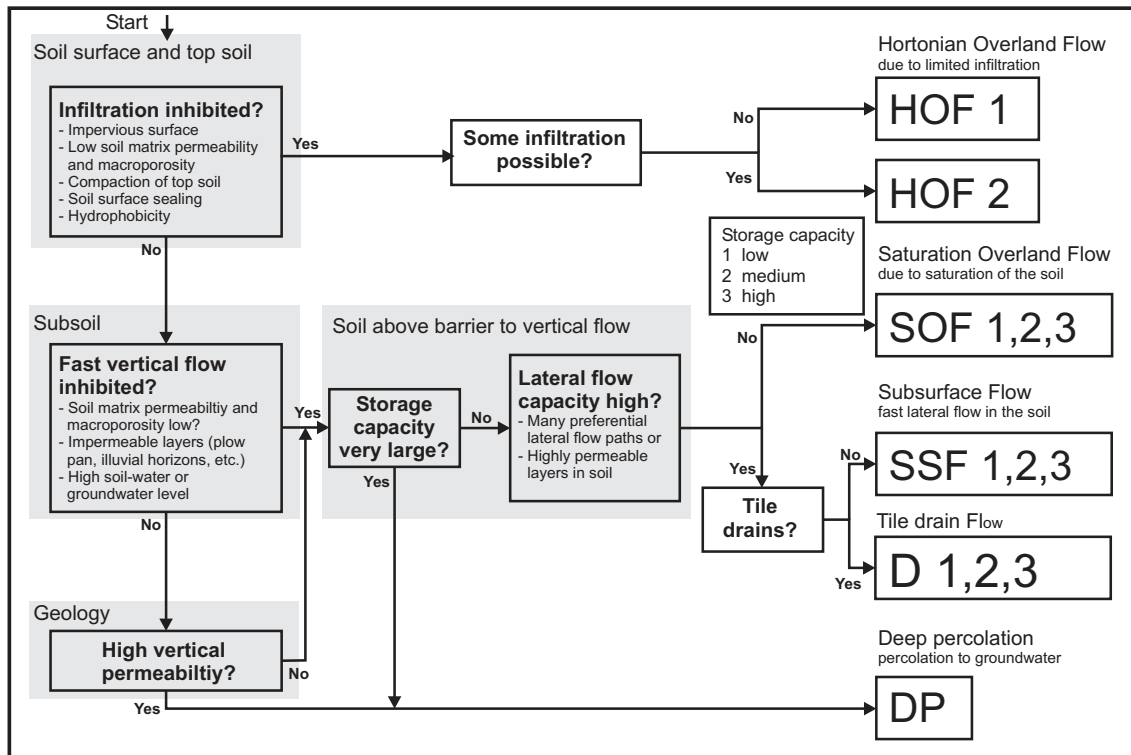 Start
Soil surface and top soil
Infiltration inhibited?
- Impervious surface
- Low soil matrix permeability
and macroporosity
- Compaction of top soil
- Soil surface sealing
- Hydrophobicity
Yes
Some infiltration
possible?
No
Yes
Hortonian Overland Flow
due to limited infiltration
HOF 1
HOF 2
No
Storage capacity
1 low
2 medium
3 high
Saturation Overland Flow
due to saturation of the soil
SOF 1,2,3
Subsoil
Fast vertical flow
inhibited?
- Soil matrix permeabiltiy and
macroporosity low?
- Impermeable layers (plow
pan, illuvial horizons, etc.)
- High soil-water or
groundwater level
Yes
Soil above barrier to vertical flow
Storage
capacity
very large?
No
Yes
Lateral flow
capacity high?
- Many preferential
lateral flow paths or
- Highly permeable
layers in soil
No
Yes
Tile
drains?
No
Yes
Subsurface Flow
fast lateral flow in the soil
SSF 1,2,3
Tile drain Flow
D 1,2,3
No
Geology
High vertical
permeabiltiy?
No
Yes
Deep percolation
percolation to groundwater
DP